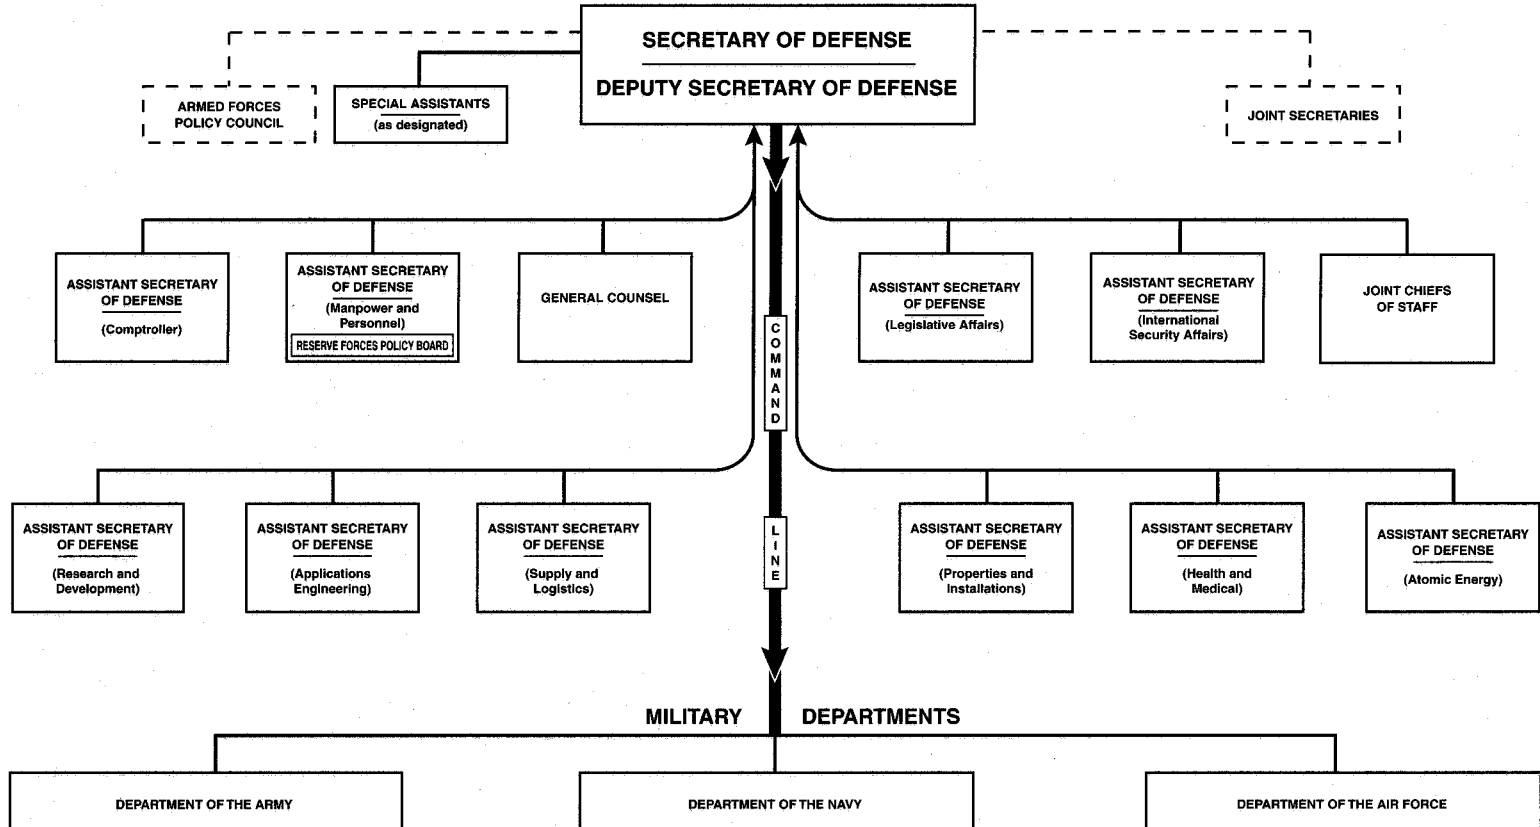 SECRETARY OF DEFENSE
DEPUTY SECRETARY OF DEFENSE
ARMED FORCES
POLICY COUNCIL
SPECIAL ASSISTANTS
(as designated)
JOINT SECRETARIES
ASSISTANT SECRETARY
OF DEFENSE
(Comptroller)
ASSISTANT SECRETARY
OF DEFENSE
(Manpower and
Personnel)
RESERVE FORCES POLICY BOARD
GENERAL COUNSEL
ASSISTANT SECRETARY
OF DEFENSE
(Legislative Affairs)
ASSISTANT SECRETARY
OF DEFENSE
(International
Security Affairs)
JOINT CHIEFS
OF STAFF
COMMAND
LINE
ASSISTANT SECRETARY
OF DEFENSE
(Research and
Development)
ASSISTANT SECRETARY
OF DEFENSE
(Applications
Engineering)
ASSISTANT SECRETARY
OF DEFENSE
(Supply and
Logistics)
ASSISTANT SECRETARY
OF DEFENSE
(Properties and
Installations)
ASSISTANT SECRETARY
OF DEFENSE
(Health and
Medical)
ASSISTANT SECRETARY
OF DEFENSE
(Atomic Energy)
MILITARY DEPARTMENTS
DEPARTMENT OF THE ARMY
DEPARTMENT OF THE NAVY
DEPARTMENT OF THE AIR FORCE